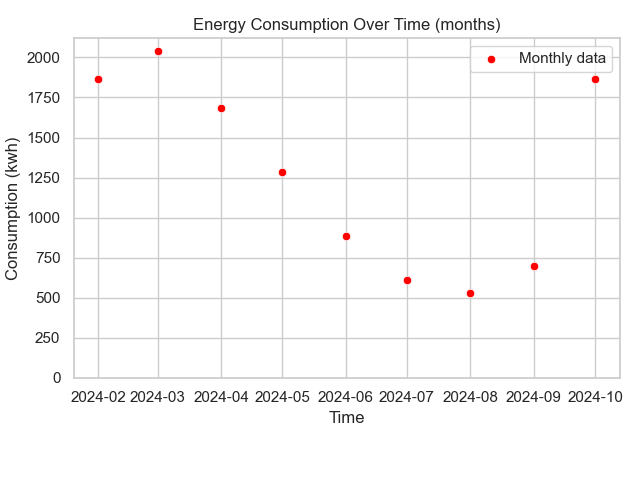 Energy Consumption Over Time (months)
Monthly data
Consumption (kwh)
2000
1750
1500
1250
1000
750
500
250
0
2024-02 2024-03 2024-04 2024-05 2024-06 2024-07 2024-08 2024-09 2024-10
Time